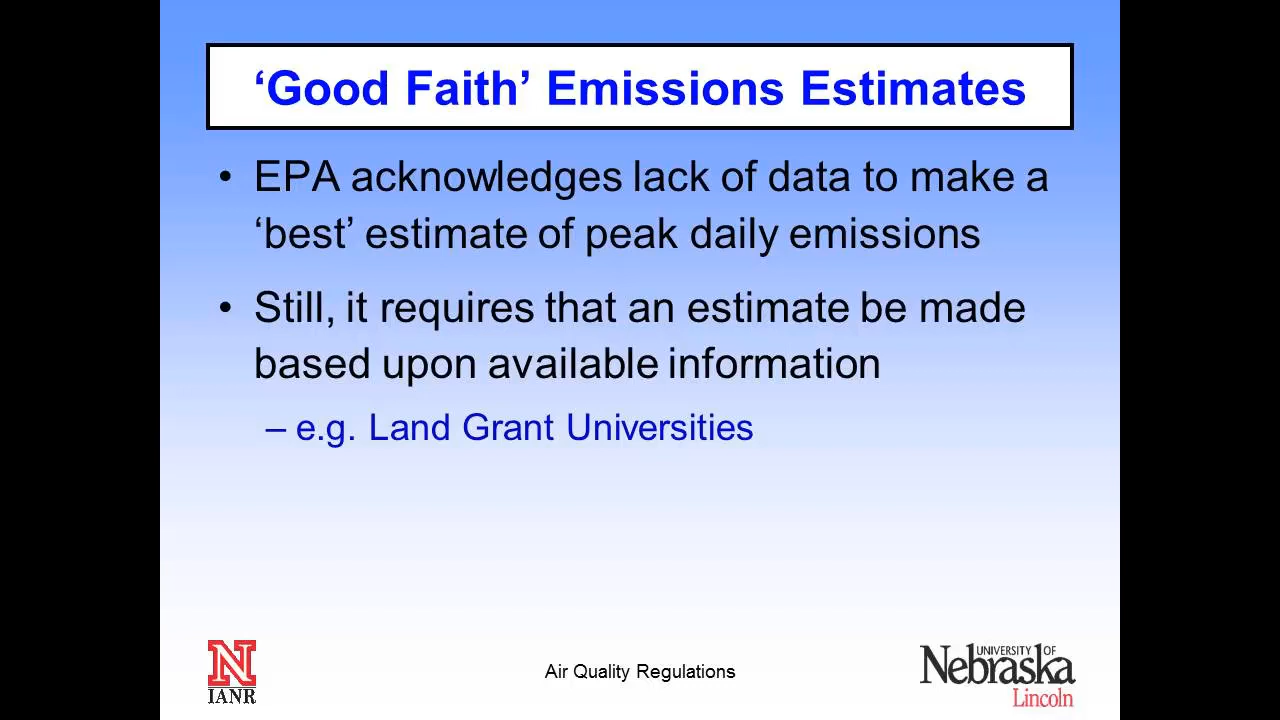 ‘Good Faith’ Emissions Estimates
• EPA acknowledges lack of data to make a
‘best’ estimate of peak daily emissions
• Still, it requires that an estimate be made
based upon available information
– e.g. Land Grant Universities
N
IANR
Air Quality Regulations
UNIVERSITY OF
Nebraska
Lincoln